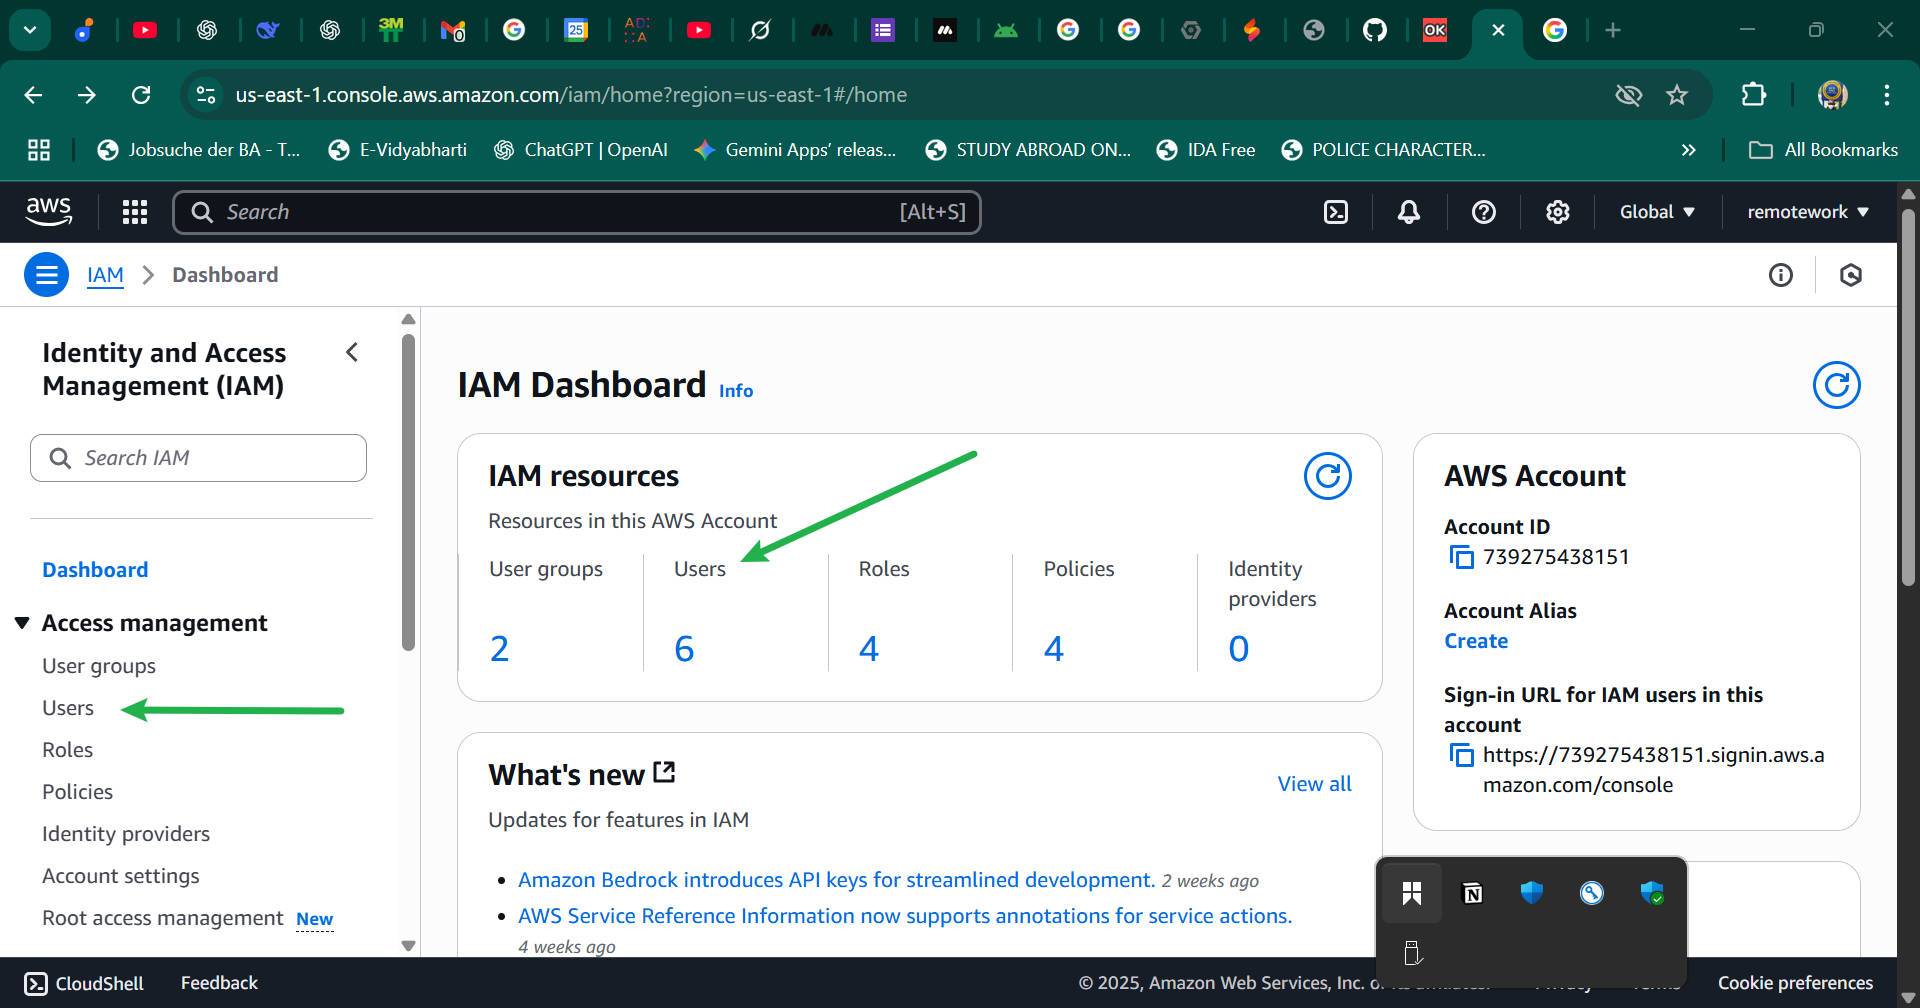 us-east-1.console.aws.amazon.com/iam/home?region=us-east-1#/home
Jobsuche der BA - T...
E-Vidyabharti
ChatGPT | OpenAI
Gemini Apps' releas...
STUDY ABROAD ON...
IDA Free
POLICE CHARACTER...
All Bookmarks
aws
Search
[Alt+S]
Global
remotework
IAM
Dashboard
Identity and Access
Management (IAM)
Search IAM
Dashboard
Access management
User groups
Users
Roles
Policies
Identity providers
Account settings
Root access management New
IAM Dashboard Info
IAM resources
Resources in this AWS Account
User groups
2
Users
6
Roles
4
Policies
4
Identity
providers
0
What's new
View all
Updates for features in IAM
Amazon Bedrock introduces API keys for streamlined development. 2 weeks ago
AWS Service Reference Information now supports annotations for service actions.
4 weeks ago
AWS Account
Account ID
739275438151
Account Alias
Create
Sign-in URL for IAM users in this
account
https://739275438151.signin.aws.a
mazon.com/console
CloudShell
Feedback
© 2025, Amazon Web Services, Inc.
Cookie preferences